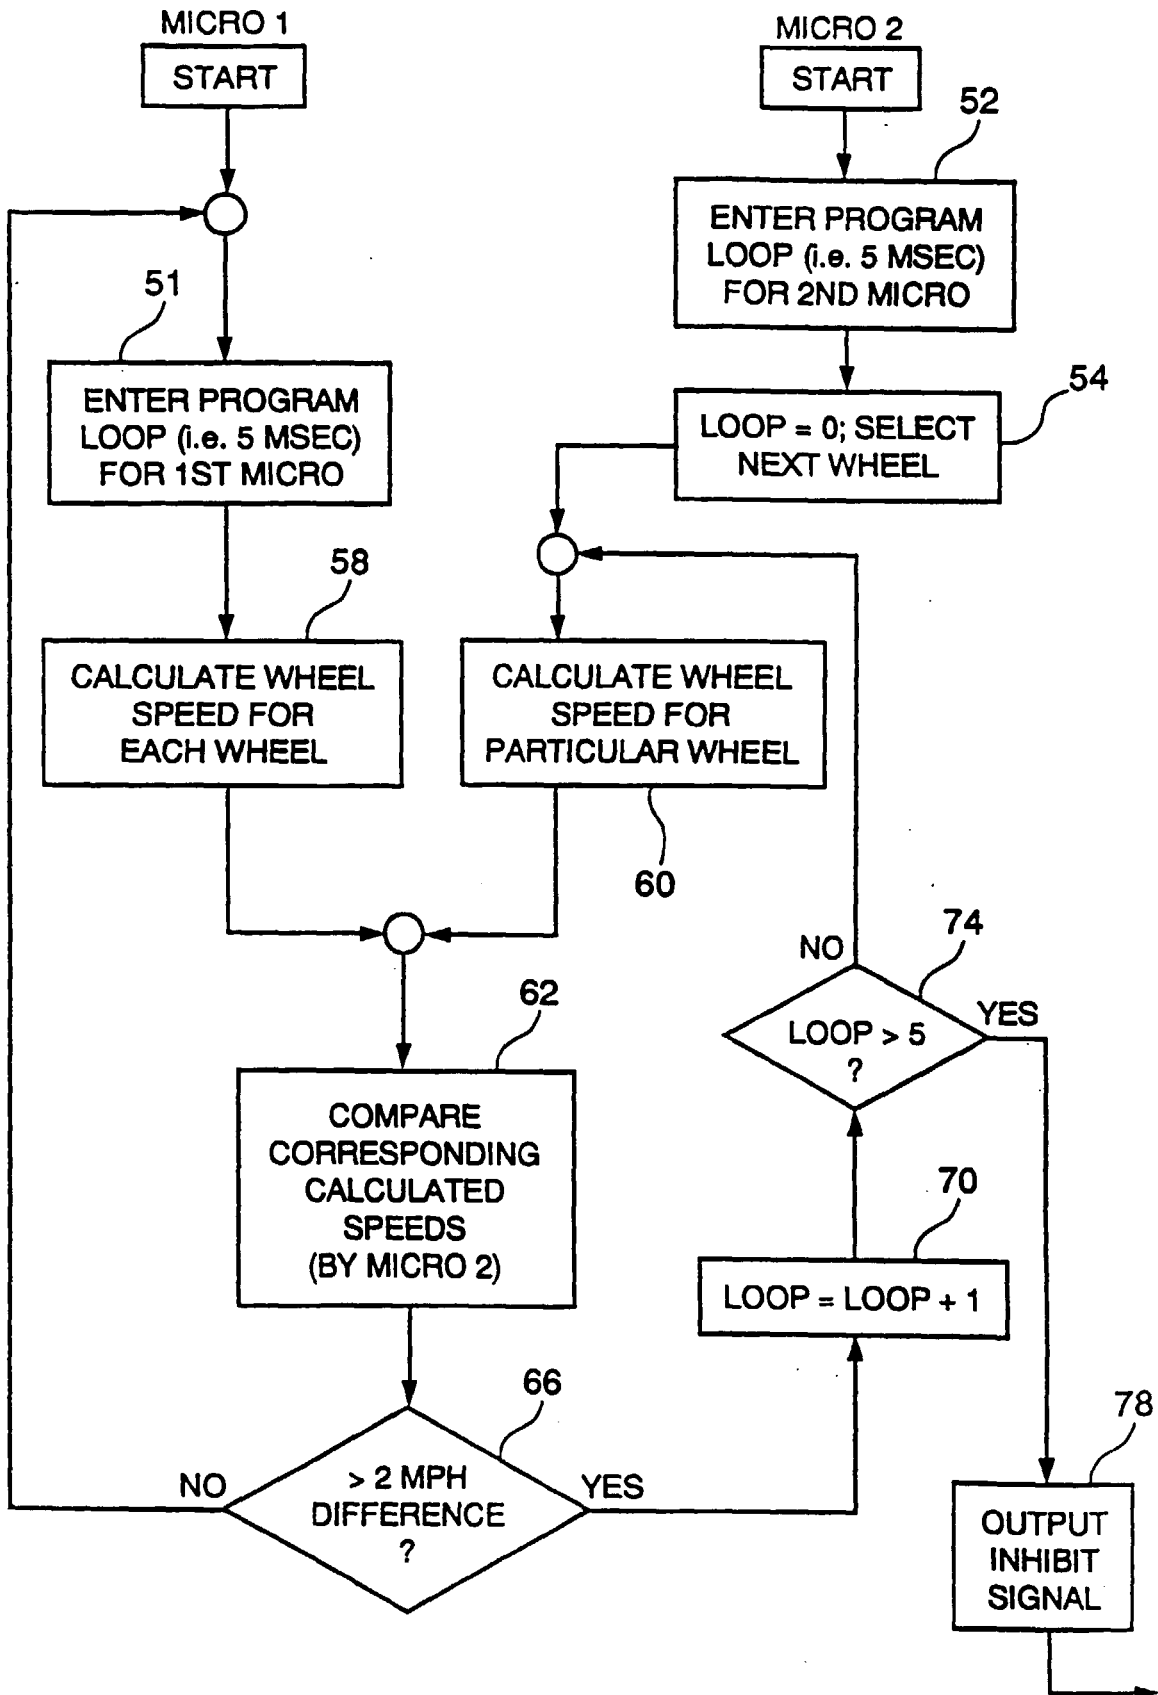 MICRO 1
START
MICRO 2
START
52
ENTER PROGRAM
LOOP (i.e. 5 MSEC)
FOR 2ND MICRO
51
ENTER PROGRAM
LOOP (i.e. 5 MSEC)
FOR 1ST MICRO
54
LOOP = 0; SELECT
NEXT WHEEL
58
CALCULATE WHEEL
SPEED FOR
EACH WHEEL
CALCULATE WHEEL
SPEED FOR
PARTICULAR WHEEL
60
62
COMPARE
CORRESPONDING
CALCULATED
SPEEDS
(BY MICRO 2)
74
NO
YES
LOOP > 5
?
70
LOOP = LOOP + 1
66
NO
YES
> 2 MPH
DIFFERENCE
?
78
OUTPUT
INHIBIT
SIGNAL